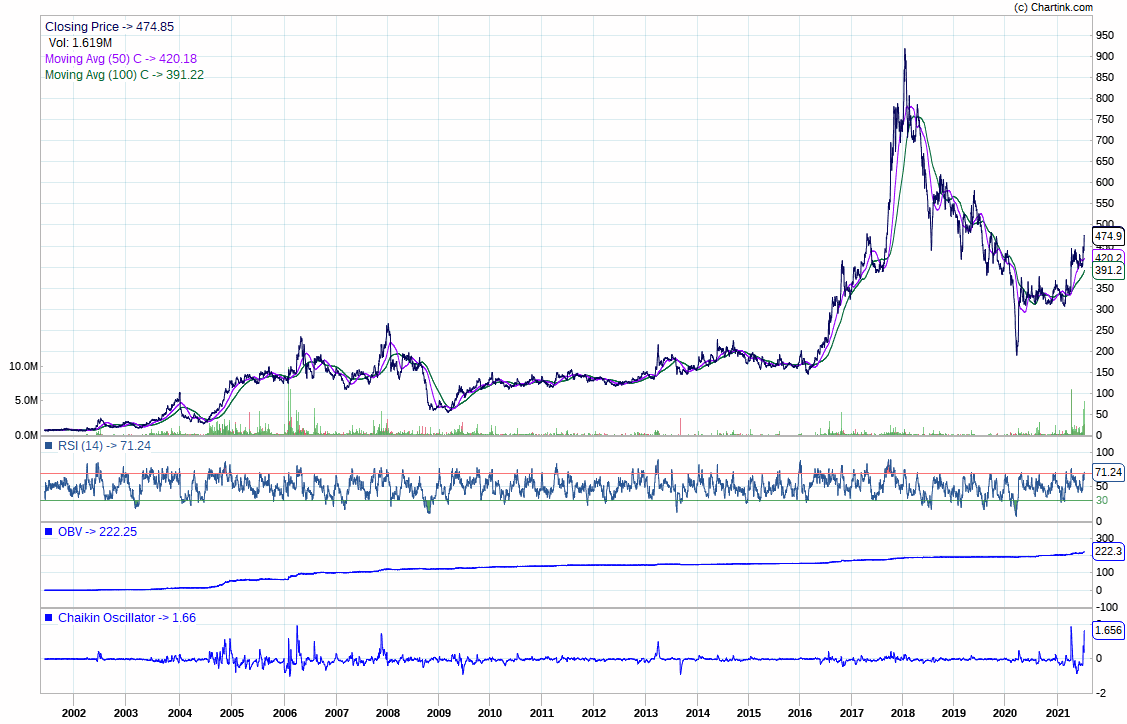 (c) Chartink.com
Closing Price -> 474.85
Vol: 1.619M
Moving Avg (50) C -> 420.18
Moving Avg (100) C -> 391.22
950
900
850
800
750
700
650
600
550
500
474.9
450
420.2
391.2
350
300
250
200
10.0M
150
100
5.0M
50
0.0M
0
RSI (14) -> 71.24
100
71.24
50
30
0
OBV -> 222.25
300
222.3
100
0
-100
Chaikin Oscillator -> 1.66
1.656
0
-2
2002 2003 2004 2005 2006 2007 2008 2009 2010 2011 2012 2013 2014 2015 2016 2017 2018 2019 2020 2021